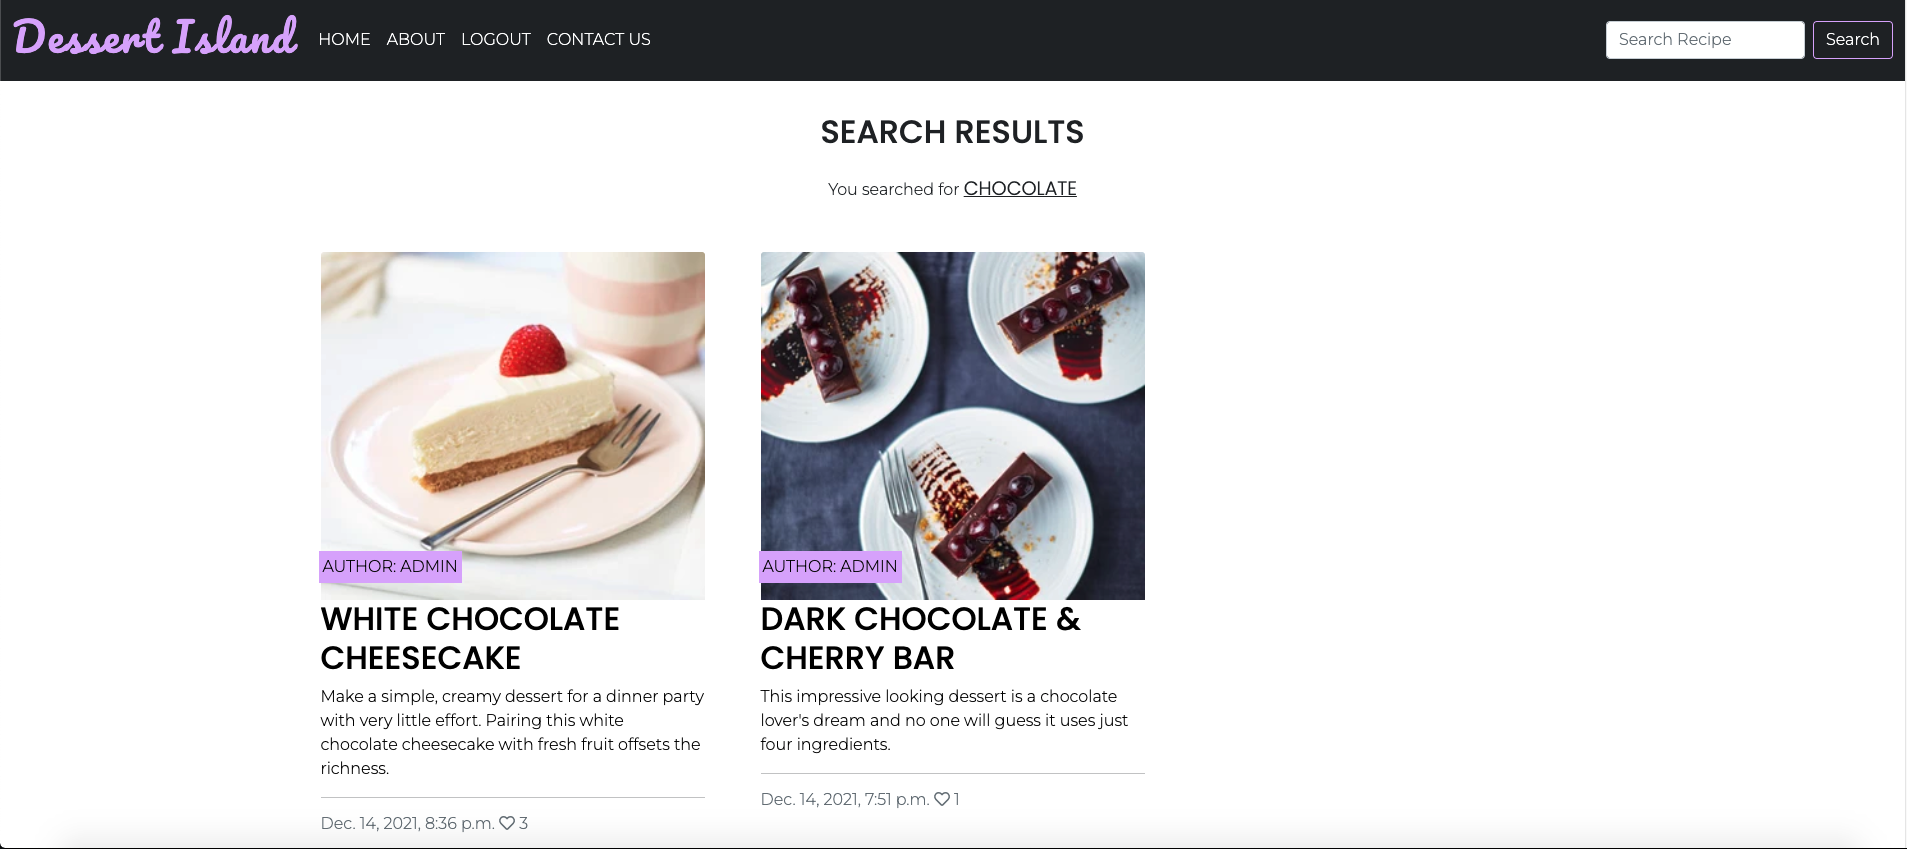 Dessert Island HOME ABOUT LOGOUT CONTACT US Search Recipe Search
SEARCH RESULTS
You searched for CHOCOLATE
AUTHOR: ADMIN
WHITE CHOCOLATE
CHEESECAKE
Make a simple, creamy dessert for a dinner party
with very little effort. Pairing this white
chocolate cheesecake with fresh fruit offsets the
richness.
Dec. 14, 2021, 8:36 p.m. ♡ 3
AUTHOR: ADMIN
DARK CHOCOLATE &
CHERRY BAR
This impressive looking dessert is a chocolate
lover's dream and no one will guess it uses just
four ingredients.
Dec. 14, 2021, 7:51 p.m. ♡ 1